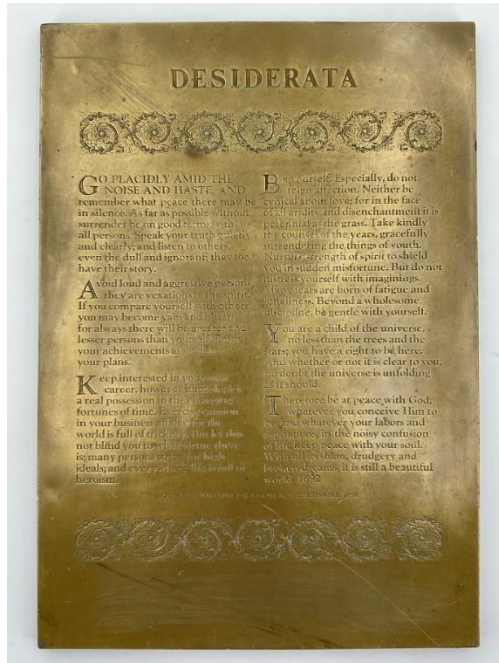 DESIDERATA
GO PLACIDLY AMID THE
NOISE AND HASTE, AND
remember what peace there may be
in silence. As far as possible without
surrender be on good terms with
all persons. Speak your truth quietly
and clearly; and listen to others,
even the dull and ignorant; they too
have their story.
Avoid loud and aggressive persons,
they are vexations to the spirit.
If you compare yourself with others,
you may become vain and bitter;
for always there will be greater and
lesser persons than yourself. Enjoy
your achievements as well as
your plans.
Keep interested in your own
career, however humble; it is
a real possession in the changing
fortunes of time. Exercise caution
in your business affairs; for the
world is full of trickery. But let this
not blind you to what virtue there
is; many persons strive for high
ideals; and everywhere life is full of
heroism.
Be yourself. Especially, do not
feign affection. Neither be
cynical about love; for in the face
of all aridity and disenchantment it is
perennial as the grass. Take kindly
the counsel of the years, gracefully
surrendering the things of youth.
Nurture strength of spirit to shield
you in sudden misfortune. But do not
distress yourself with imaginings.
Many fears are born of fatigue and
loneliness. Beyond a wholesome
discipline, be gentle with yourself.
You are a child of the universe,
no less than the trees and the
stars; you have a right to be here.
And whether or not it is clear to you,
no doubt the universe is unfolding
as it should.
Therefore be at peace with God;
whatever you conceive Him to
be, and whatever your labors and
aspirations, in the noisy confusion
of life keep peace with your soul.
With all its sham, drudgery and
broken dreams, it is still a beautiful
world. 1692